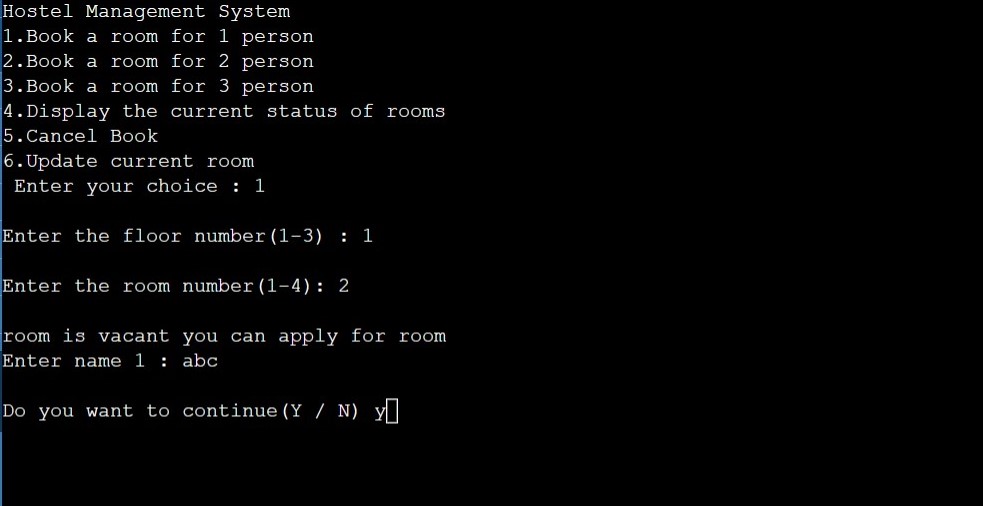 Hostel Management System
1.Book a room for 1 person
2.Book a room for 2 person
3.Book a room for 3 person
4.Display the current status of rooms
5.Cancel Book
6.Update current room
Enter your choice : 1
Enter the floor number(1-3) : 1
Enter the room number(1-4): 2
room is vacant you can apply for room
Enter name 1 : abc
Do you want to continue(Y / N) y